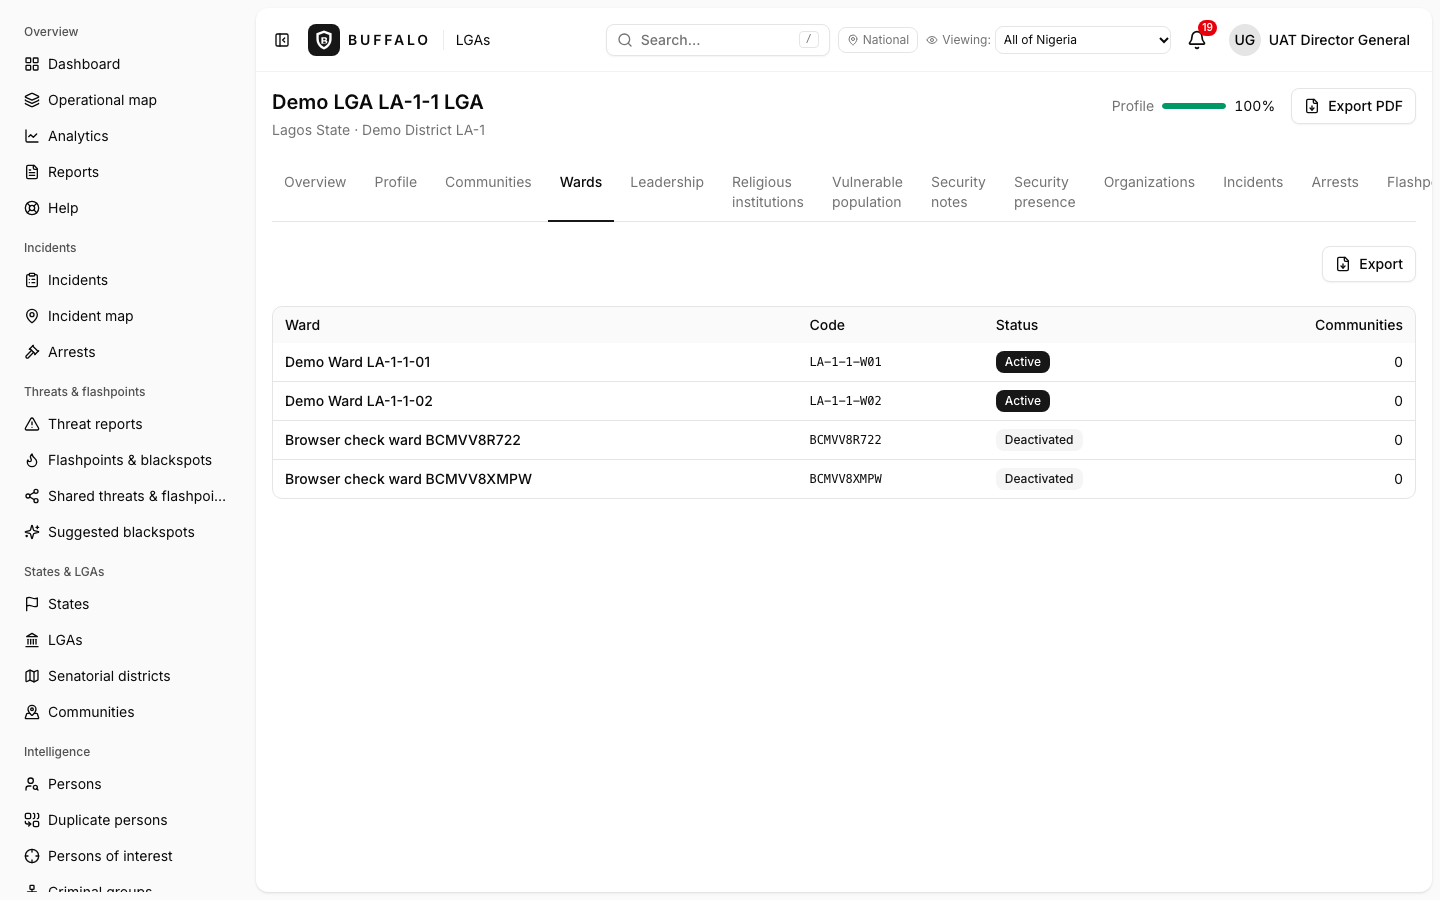 Overview
Dashboard
Operational map
Analytics
Reports
Help
Incidents
Incidents
Incident map
Arrests
Threats & flashpoints
Threat reports
Flashpoints & blackspots
Shared threats & flashpoi...
Suggested blackspots
States & LGAs
States
LGAs
Senatorial districts
Communities
Intelligence
Persons
Duplicate persons
Persons of interest
Criminal groups
BUFFALO
LGAs
Search...
/
National
Viewing:
All of Nigeria
19
UG
UAT Director General
Demo LGA LA-1-1 LGA
Lagos State · Demo District LA-1
Profile
100%
Export PDF
Overview
Profile
Communities
Wards
Leadership
Religious
institutions
Vulnerable
population
Security
notes
Security
presence
Organizations
Incidents
Arrests
Flashp
Export
Ward Code Status Communities
Demo Ward LA-1-1-01 LA-1-1-W01 Active 0
Demo Ward LA-1-1-02 LA-1-1-W02 Active 0
Browser check ward BCMVV8R722 BCMVV8R722 Deactivated 0
Browser check ward BCMVV8XMPW BCMVV8XMPW Deactivated 0